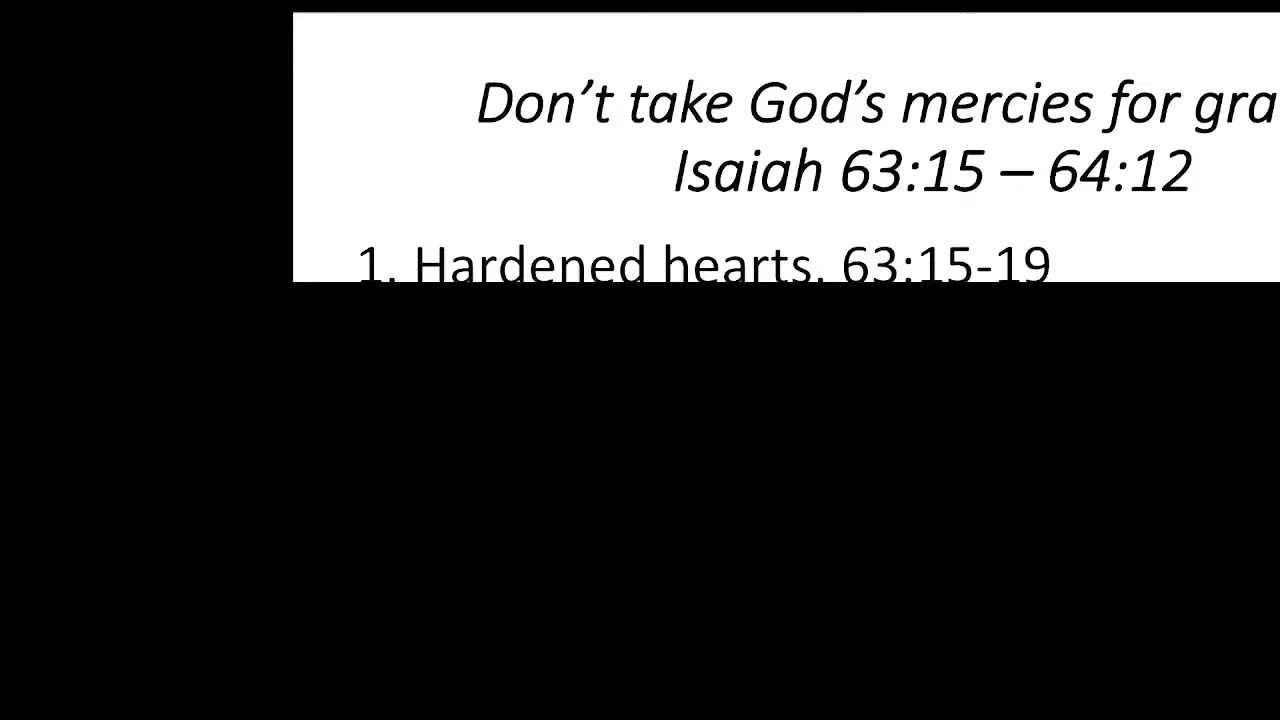 Don’t take God’s mercies for gra
Isaiah 63:15 – 64:12
1. Hardened hearts. 63:15-19